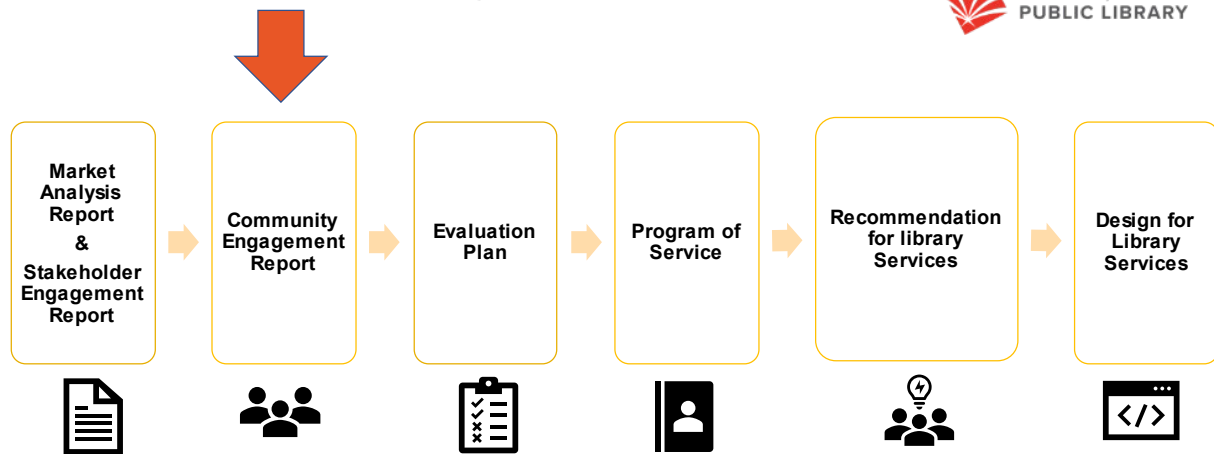 PUBLIC LIBRARY
Market
Analysis
Report
&
Stakeholder
Engagement
Report
Community
Engagement
Report
Evaluation
Plan
Program of
Service
Recommendation
for library
Services
Design for
Library
Services
</>